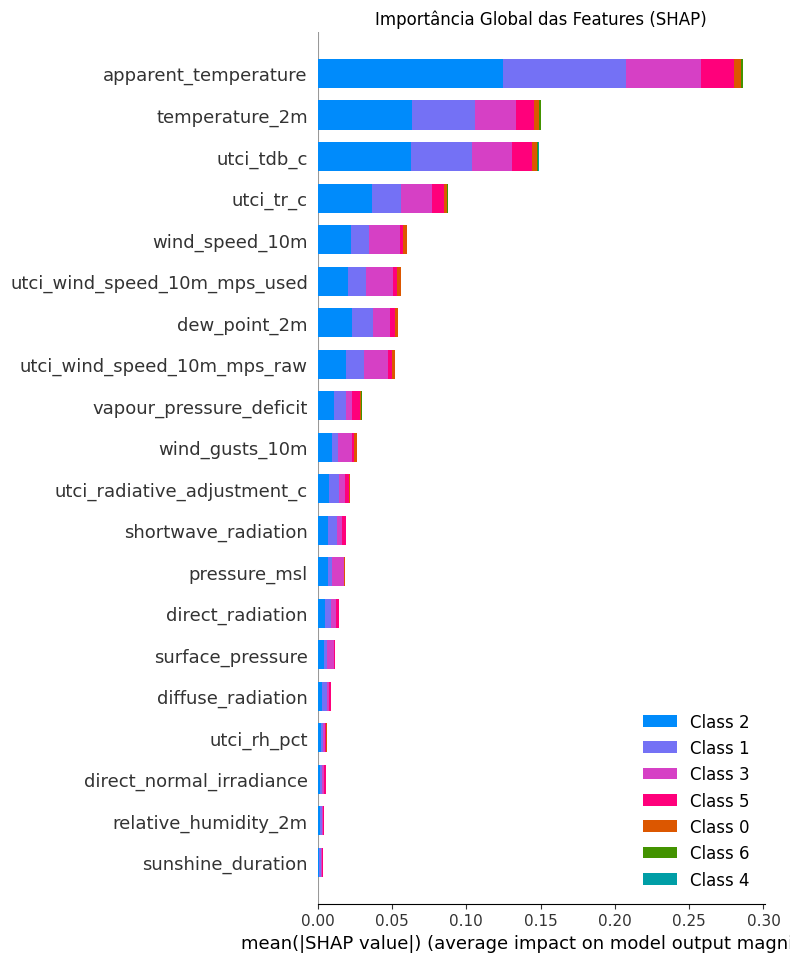 Importância Global das Features (SHAP)
apparent_temperature
temperature_2m
utci_tdb_c
utci_tr_c
wind_speed_10m
utci_wind_speed_10m_mps_used
dew_point_2m
utci_wind_speed_10m_mps_raw
vapour_pressure_deficit
wind_gusts_10m
utci_radiative_adjustment_c
shortwave_radiation
pressure_msl
direct_radiation
surface_pressure
diffuse_radiation
utci_rh_pct
direct_normal_irradiance
relative_humidity_2m
sunshine_duration
Class 2
Class 1
Class 3
Class 5
Class 0
Class 6
Class 4
0.00 0.05 0.10 0.15 0.20 0.25 0.30
mean(|SHAP value|) (average impact on model output magni